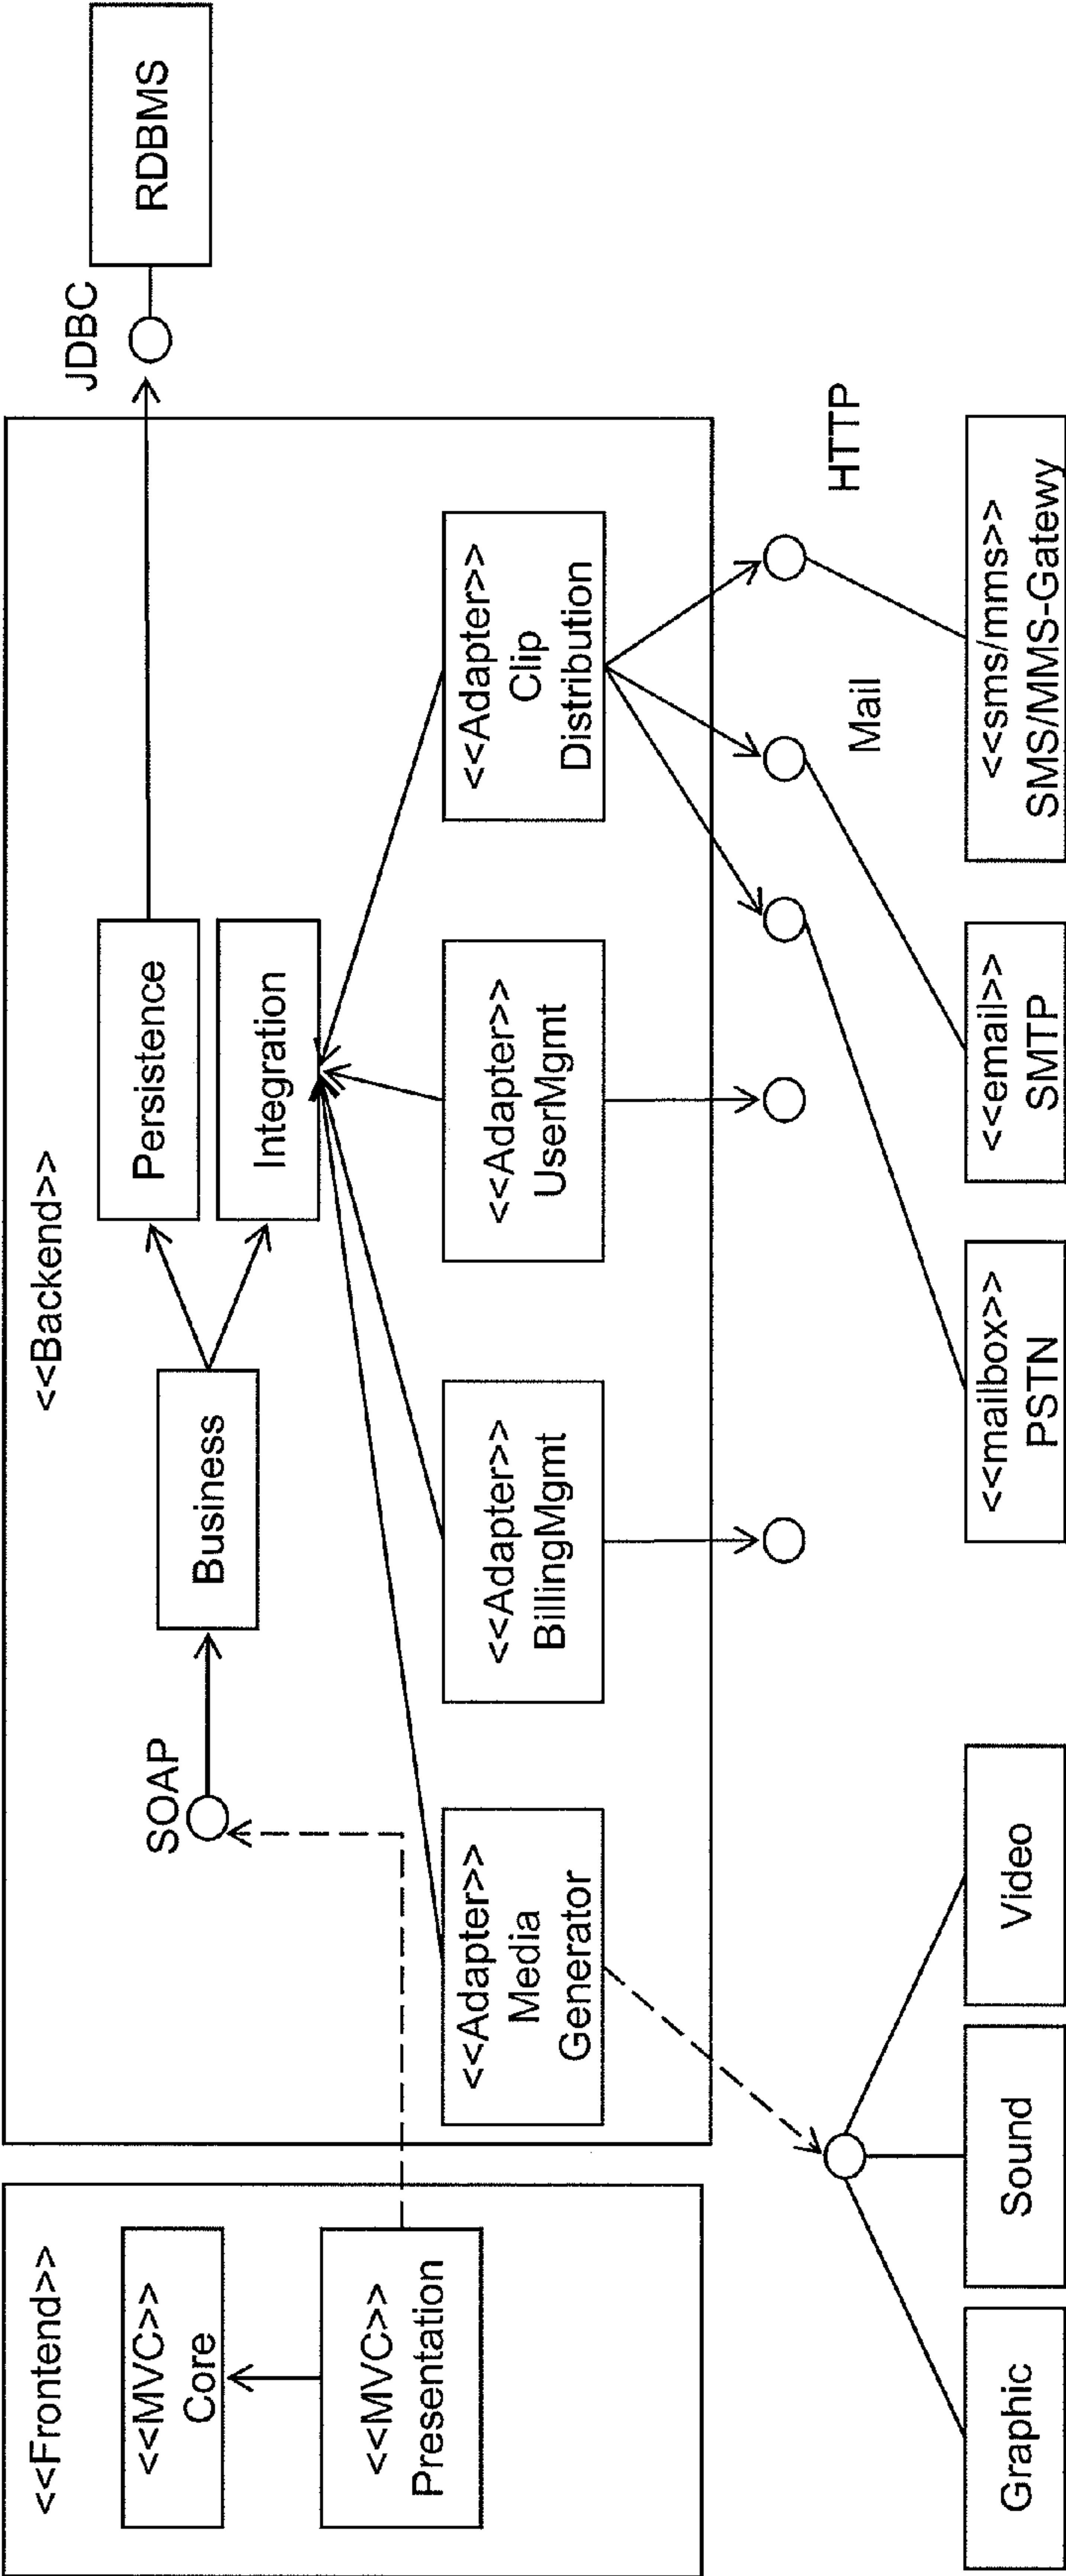 <<Frontend>>
<<MVC>>
Core
<<MVC>>
Presentation
<<Backend>>
SOAP
Business
Persistence
Integration
JDBC
RDBMS
<<Adapter>>
Media
Generator
<<Adapter>>
BillingMgmt
<<Adapter>>
UserMgmt
<<Adapter>>
Clip
Distribution
HTTP
Mail
Graphic
Sound
Video
<<mailbox>>
PSTN
<<email>>
SMTP
<<sms/mms>>
SMS/MMS-Gatewy